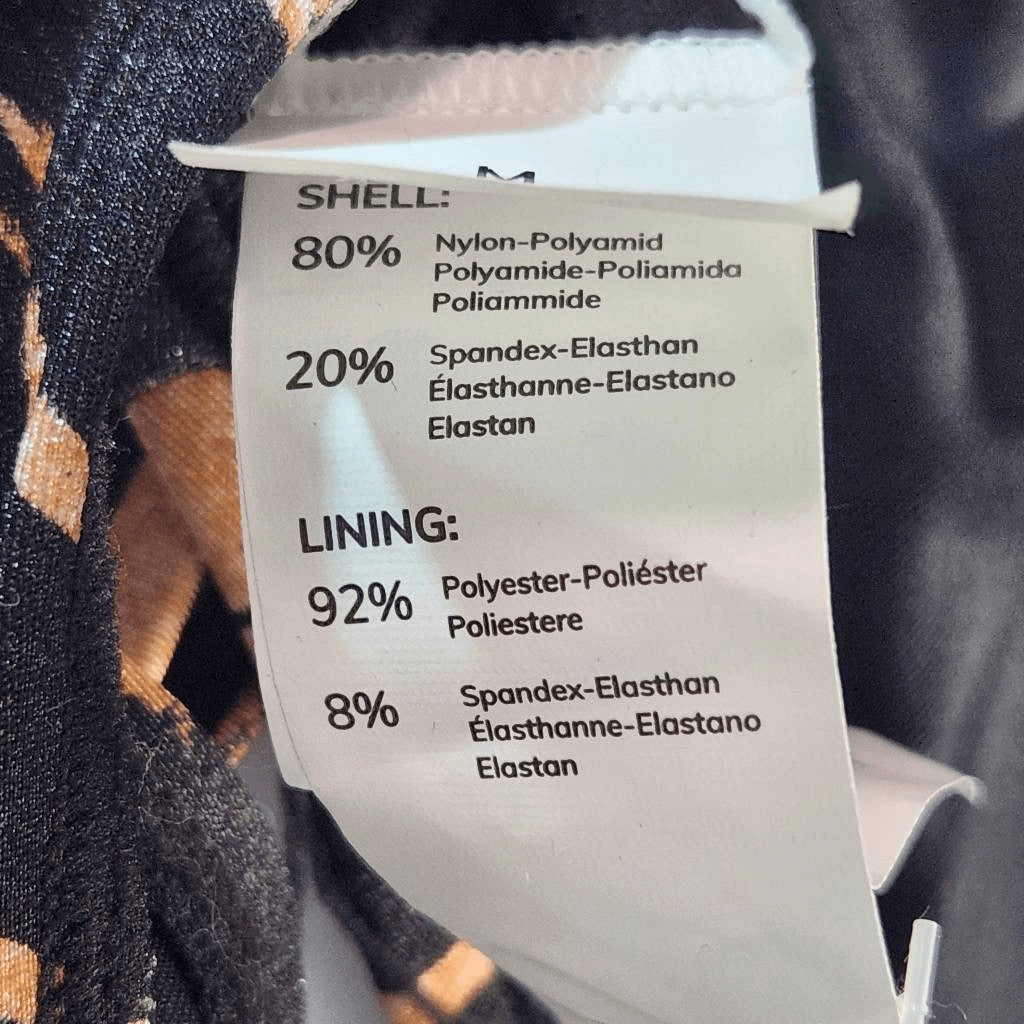 M
SHELL:
80% Nylon-Polyamid
Polyamide-Poliamida
Poliammide
20% Spandex-Elasthan
Élasthanne-Elastano
Elastan
LINING:
92% Polyester-Poliéster
Poliestere
8% Spandex-Elasthan
Élasthanne-Elastano
Elastan